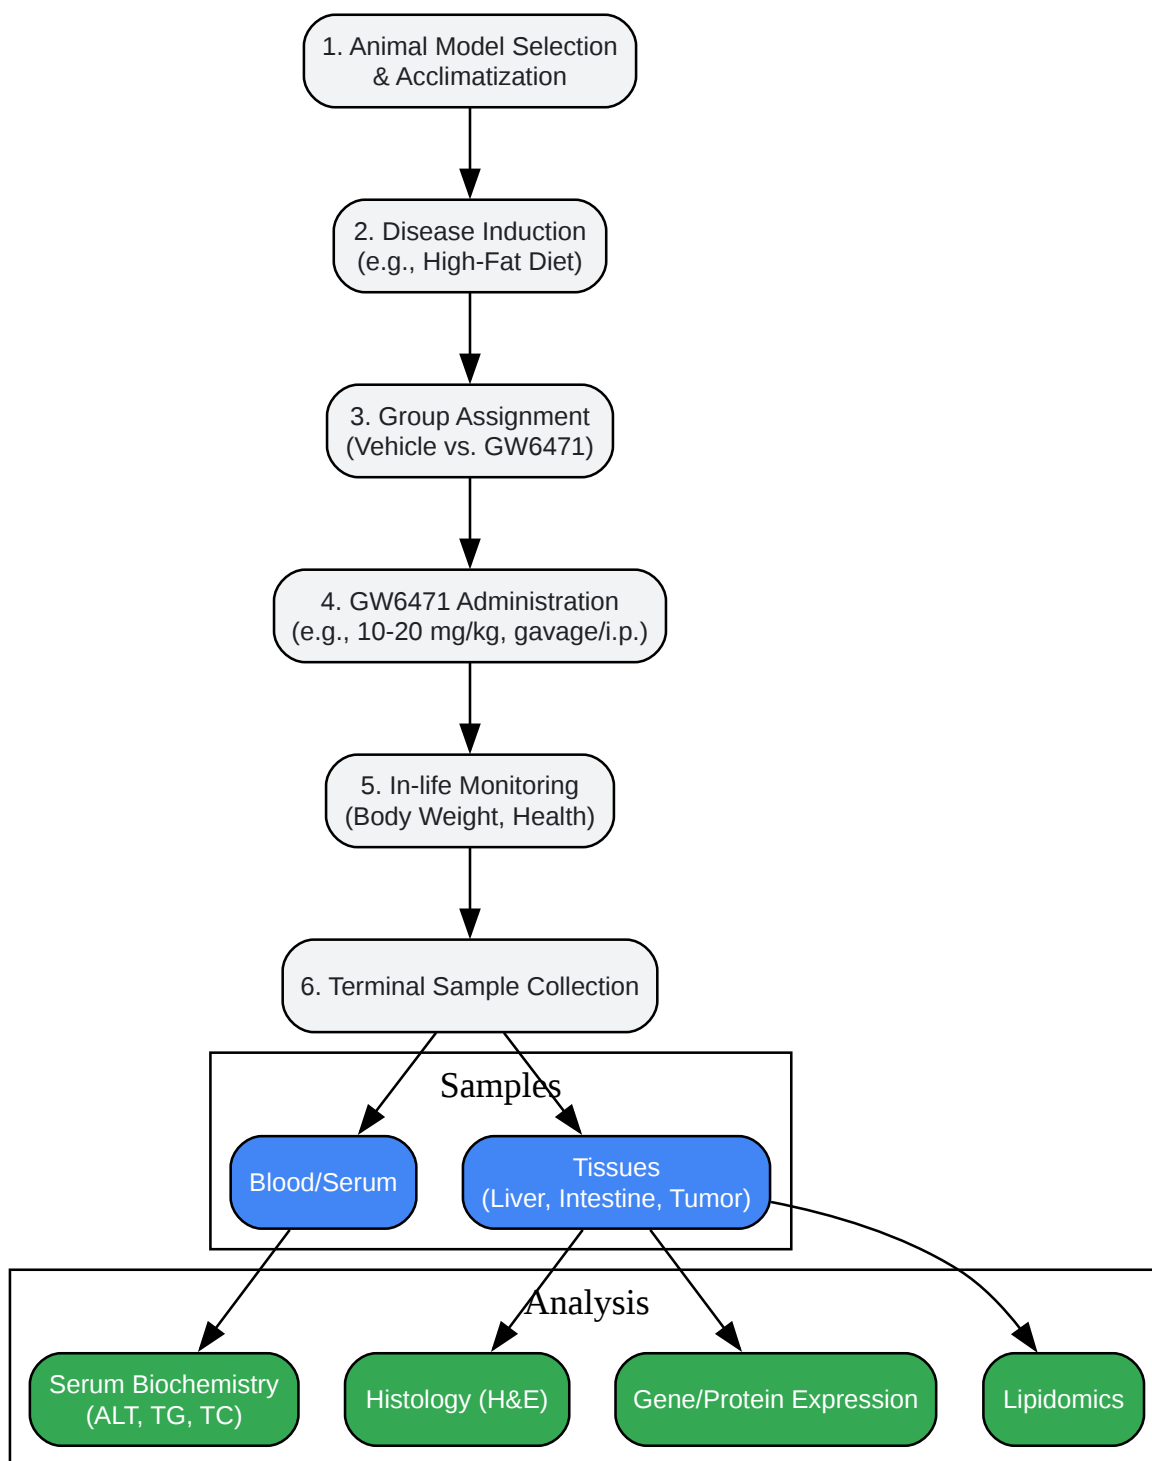 1. Animal Model Selection
& Acclimatization
2. Disease Induction
(e.g., High-Fat Diet)
3. Group Assignment
(Vehicle vs. GW6471)
4. GW6471 Administration
(e.g., 10-20 mg/kg, gavage/i.p.)
5. In-life Monitoring
(Body Weight, Health)
6. Terminal Sample Collection
Samples
Blood/Serum
Tissues
(Liver, Intestine, Tumor)
Analysis
Serum Biochemistry
(ALT, TG, TC)
Histology (H&E)
Gene/Protein Expression
Lipidomics